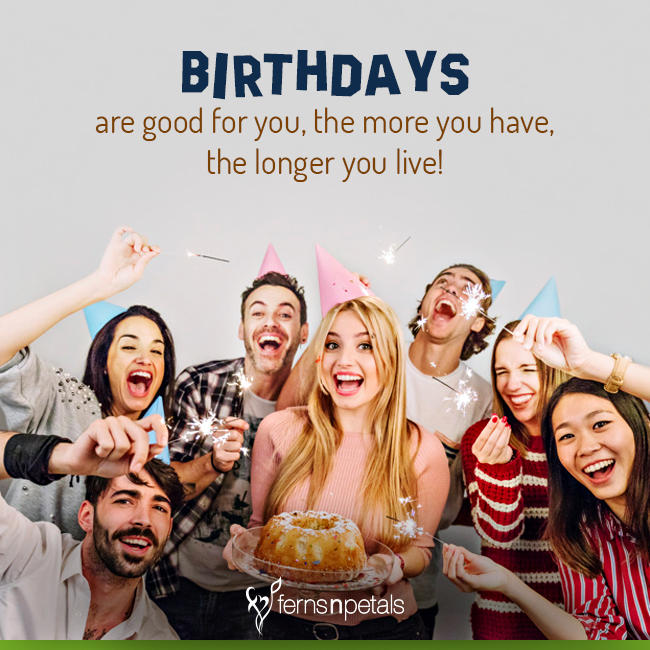 BIRTHDAYS
are good for you, the more you have,
the longer you live!
fernsnpetals